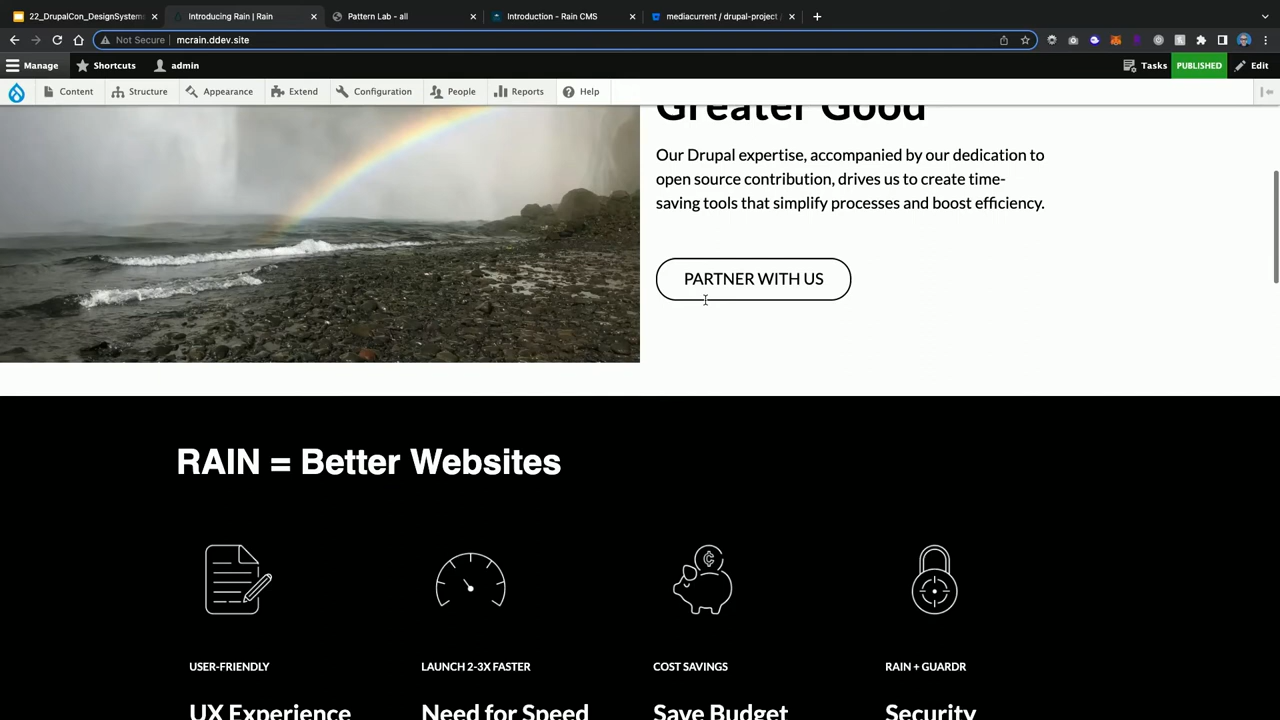 22_DrupalCon_DesignSystems
Introducing Rain | Rain
Pattern Lab - all
Introduction - Rain CMS
mediacurrent / drupal-project
Not Secure
mcrain.ddev.site
Manage
Shortcuts
admin
Tasks
PUBLISHED
Edit
Content
Structure
Appearance
Extend
Configuration
People
Reports
Help
Greater Good
Our Drupal expertise, accompanied by our dedication to
open source contribution, drives us to create time-
saving tools that simplify processes and boost efficiency.
PARTNER WITH US
RAIN = Better Websites
USER-FRIENDLY
LAUNCH 2-3X FASTER
COST SAVINGS
RAIN + GUARDR
UX Experience
Need for Speed
Save Budget
Security